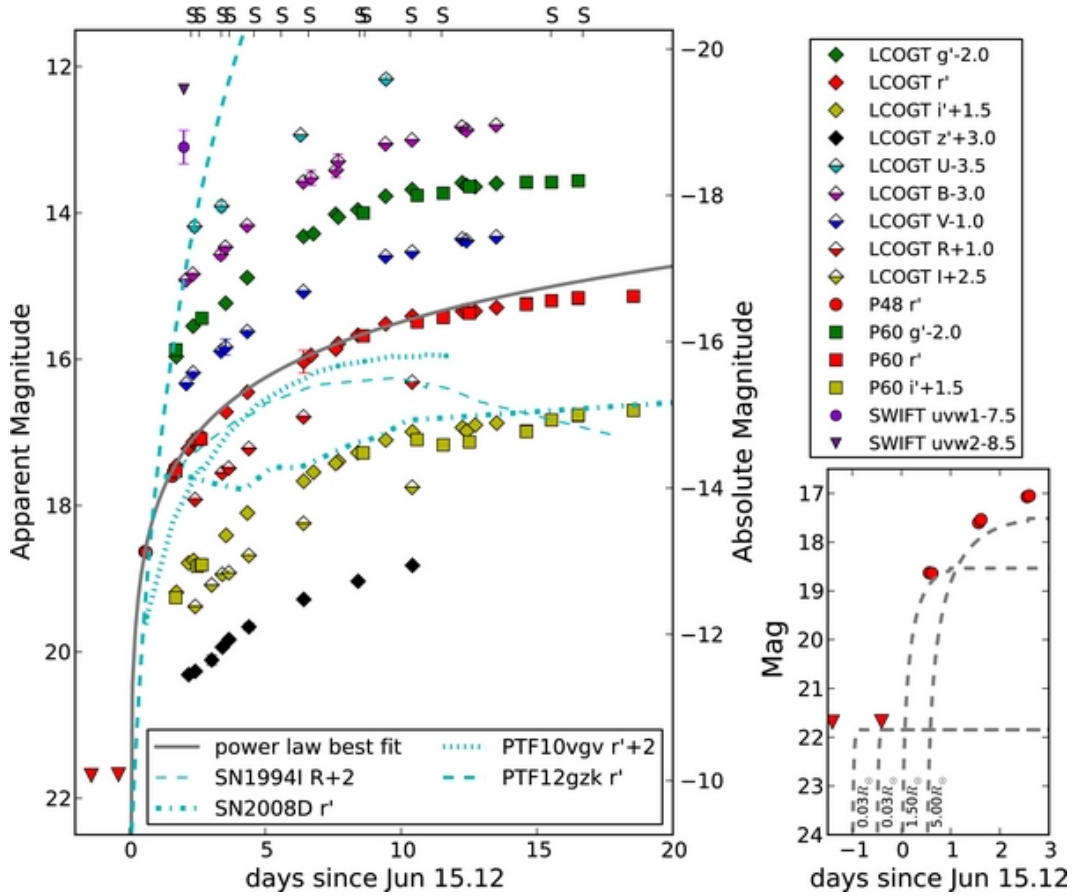 S S S S S S S S S S S S S
12
14
16
18
20
22
Apparent Magnitude
−20
−18
−16
−14
−12
−10
Absolute Magnitude
0 5 10 15 20
days since Jun 15.12
power law best fit
SN1994I R+2
SN2008D r'
PTF10vgv r'+2
PTF12gzk r'
LCOGT g'-2.0
LCOGT r'
LCOGT i'+1.5
LCOGT z'+3.0
LCOGT U-3.5
LCOGT B-3.0
LCOGT V-1.0
LCOGT R+1.0
LCOGT I+2.5
P48 r'
P60 g'-2.0
P60 r'
P60 i'+1.5
SWIFT uvw1-7.5
SWIFT uvw2-8.5
17
18
19
20
21
22
23
24
Mag
0.03R☉
0.03R☉
1.50R☉
5.00R☉
−1 0 1 2 3
days since Jun 15.12